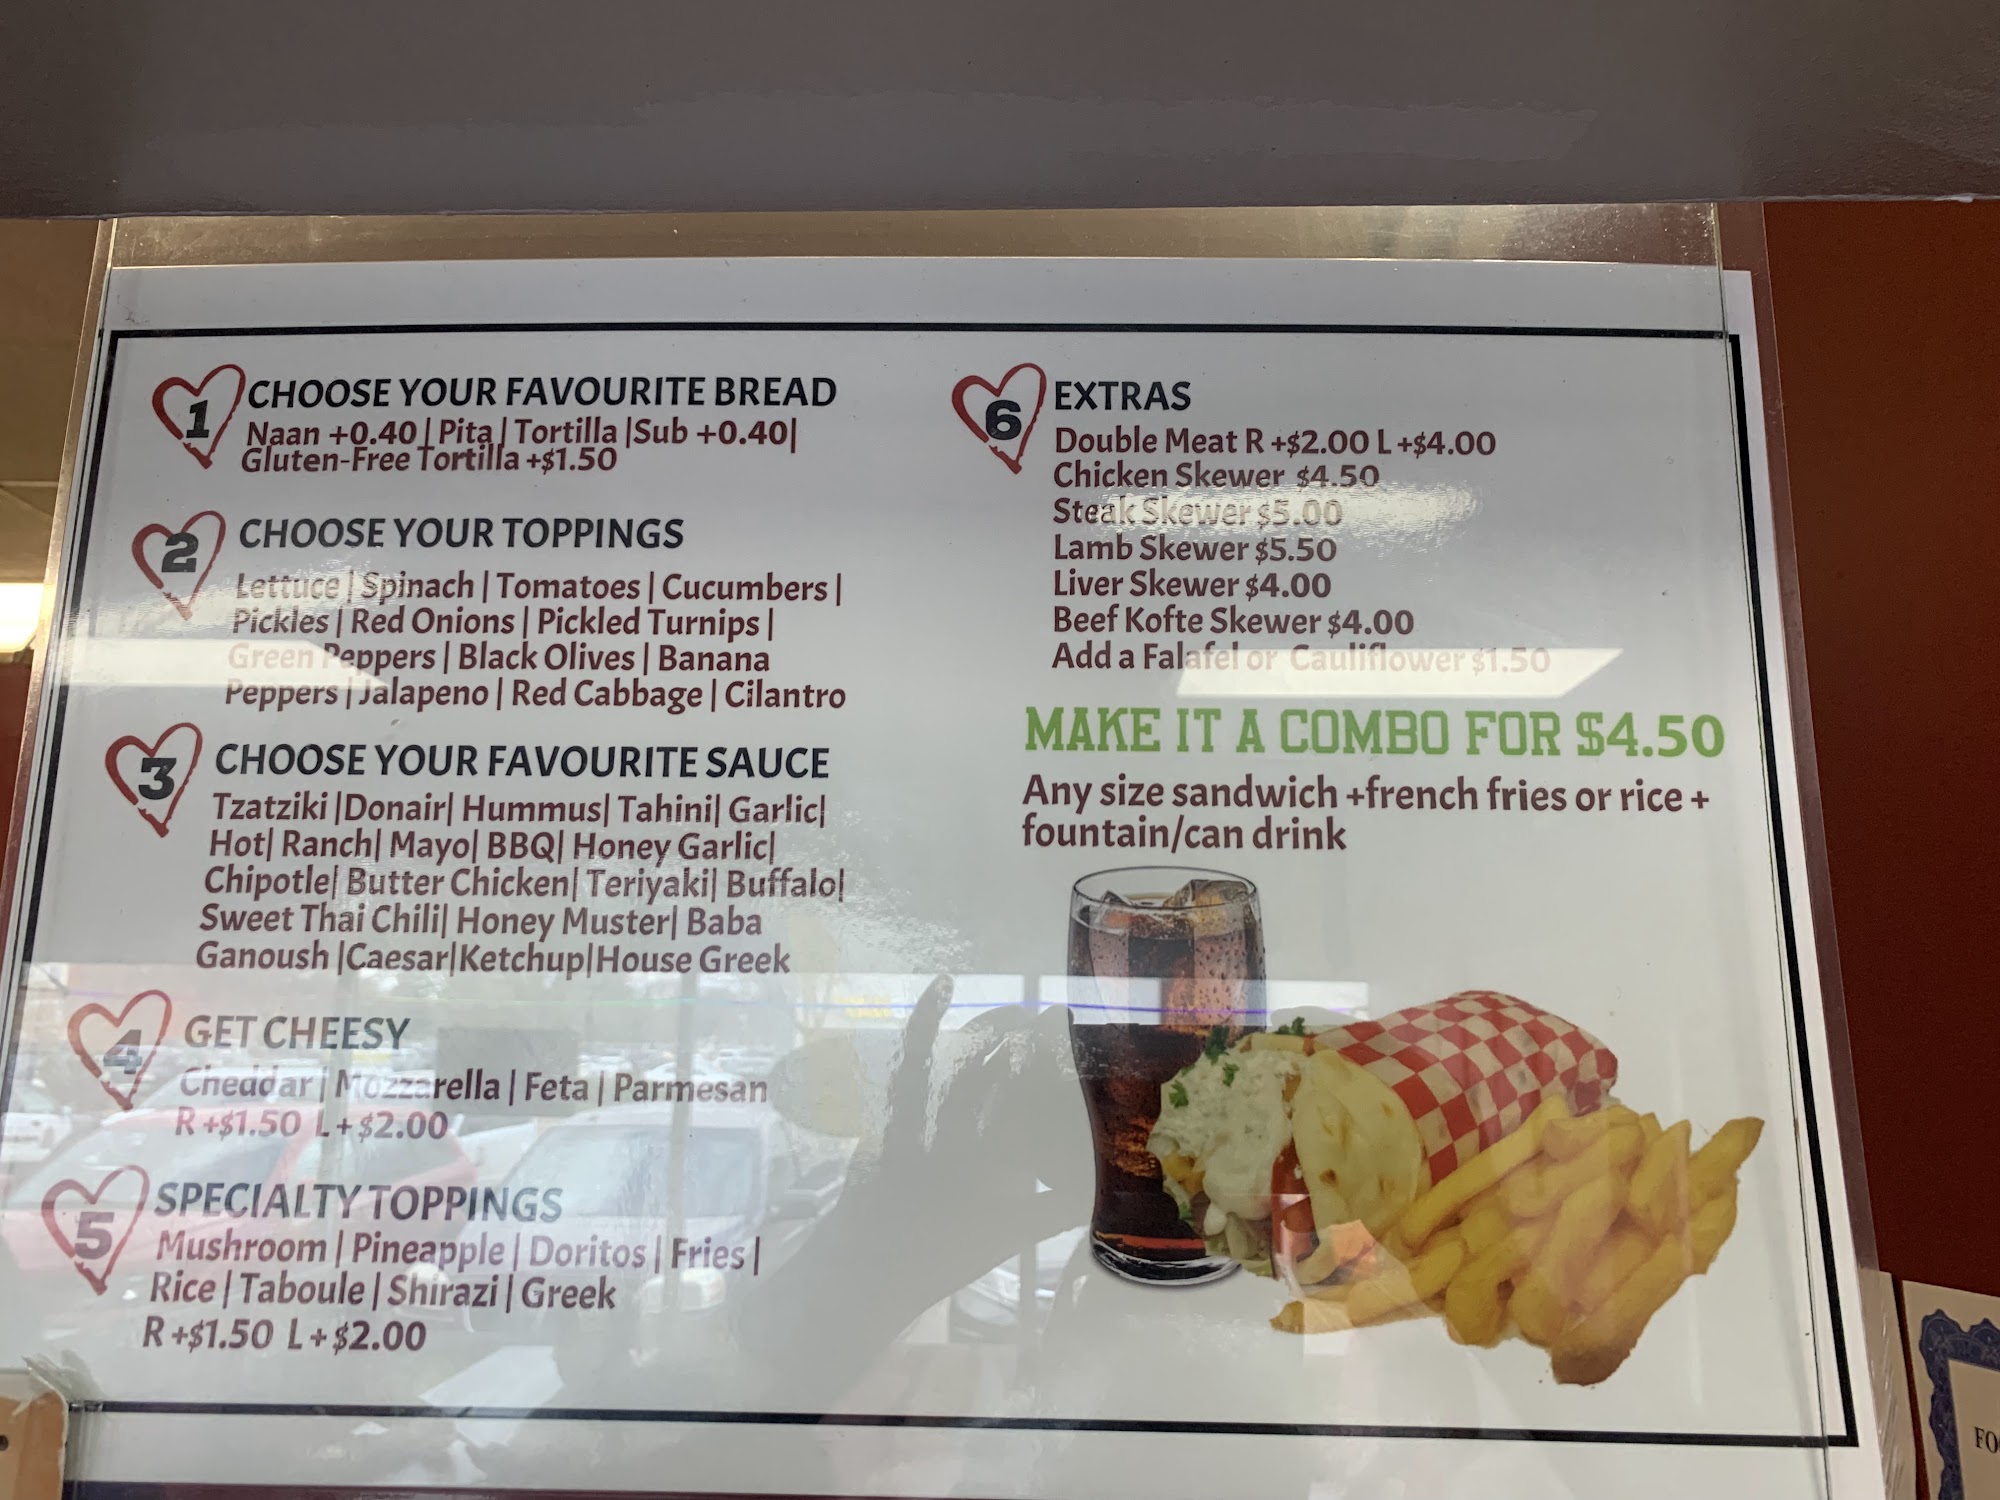 1 CHOOSE YOUR FAVOURITE BREAD
Naan +0.40 | Pita | Tortilla |Sub +0.40|
Gluten-Free Tortilla +$1.50
2 CHOOSE YOUR TOPPINGS
Lettuce | Spinach | Tomatoes | Cucumbers |
Pickles | Red Onions | Pickled Turnips |
Green Peppers | Black Olives | Banana
Peppers | Jalapeno | Red Cabbage | Cilantro
3 CHOOSE YOUR FAVOURITE SAUCE
Tzatziki |Donair| Hummus| Tahini| Garlic|
Hot| Ranch| Mayo| BBQ| Honey Garlic|
Chipotle| Butter Chicken| Teriyaki| Buffalo|
Sweet Thai Chili| Honey Muster| Baba
Ganoush |Caesar|Ketchup|House Greek
4 GET CHEESY
Cheddar | Mozzarella | Feta | Parmesan
R +$1.50 L + $2.00
5 SPECIALTY TOPPINGS
Mushroom | Pineapple | Doritos | Fries |
Rice | Taboule | Shirazi | Greek
R +$1.50 L + $2.00
6 EXTRAS
Double Meat R +$2.00 L +$4.00
Chicken Skewer $4.50
Steak Skewer $5.00
Lamb Skewer $5.50
Liver Skewer $4.00
Beef Kofte Skewer $4.00
Add a Falafel or Cauliflower $1.50
MAKE IT A COMBO FOR $4.50
Any size sandwich +french fries or rice +
fountain/can drink